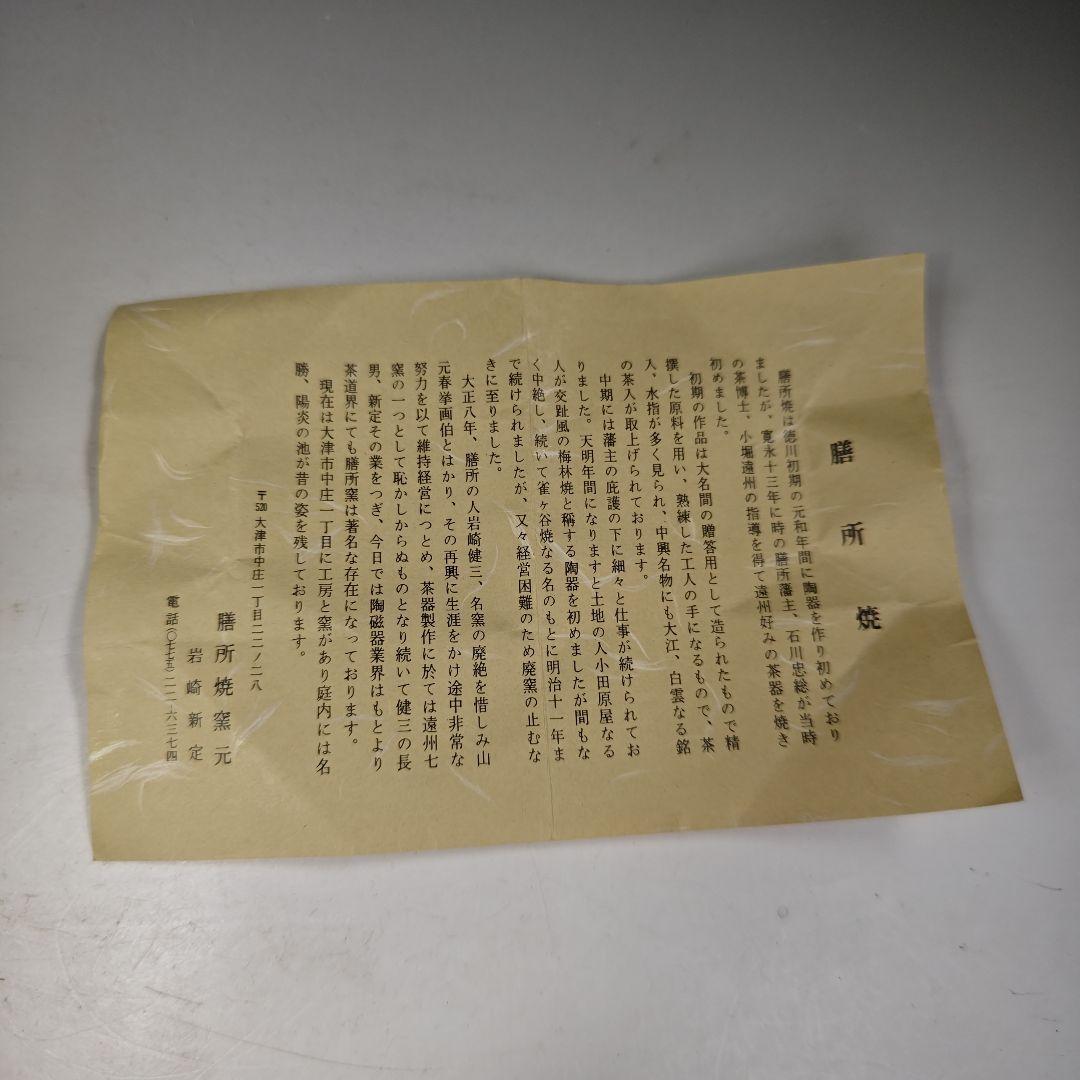 膳所焼
膳所焼は徳川初期の元和年間に陶器を作り初めており
ましたが、寛永十三年に時の膳所藩主、石川忠総が当時
の茶博士、小堀遠州の指導を得て遠州好みの茶器を焼き
初めました。
初期の作品は大名間の贈答用として造られたもので精
撰した原料を用い、熟練した工人の手になるもので、茶
入、水指が多く見られ、中興名物にも大江、白雲なる銘
の茶入が取上げられております。
中期には藩主の庇護の下に細々と仕事が続けられてお
りました。天明年間になりますと土地の人小田原屋なる
人が交趾風の梅林焼と称する陶器を初めましたが間もな
く中絶し、続いて雀ヶ谷焼なる名のもとに明治十一年ま
で続けられましたが、又々経営困難のため廃窯の止むな
きに至りました。
大正八年、膳所の人岩崎健三、名窯の廃絶を惜しみ山
元春挙画伯とはかり、その再興に生涯をかけ途中非常な
努力を以て維持経営につとめ、茶器製作に於ては遠州七
窯の一つとして恥かしからぬものとなり続いて健三の長
男、新定その業をつぎ、今日では陶磁器業界はもとより
茶道界にても膳所窯は著名な存在になっております。
現在は大津市中庄一丁目に工房と窯があり庭内には名
勝、陽炎の池が昔の姿を残しております。
〒520 大津市中庄一丁目二二ノ二八
膳所焼窯元
岩崎新定
電話(〇七七五)二二-六三七四